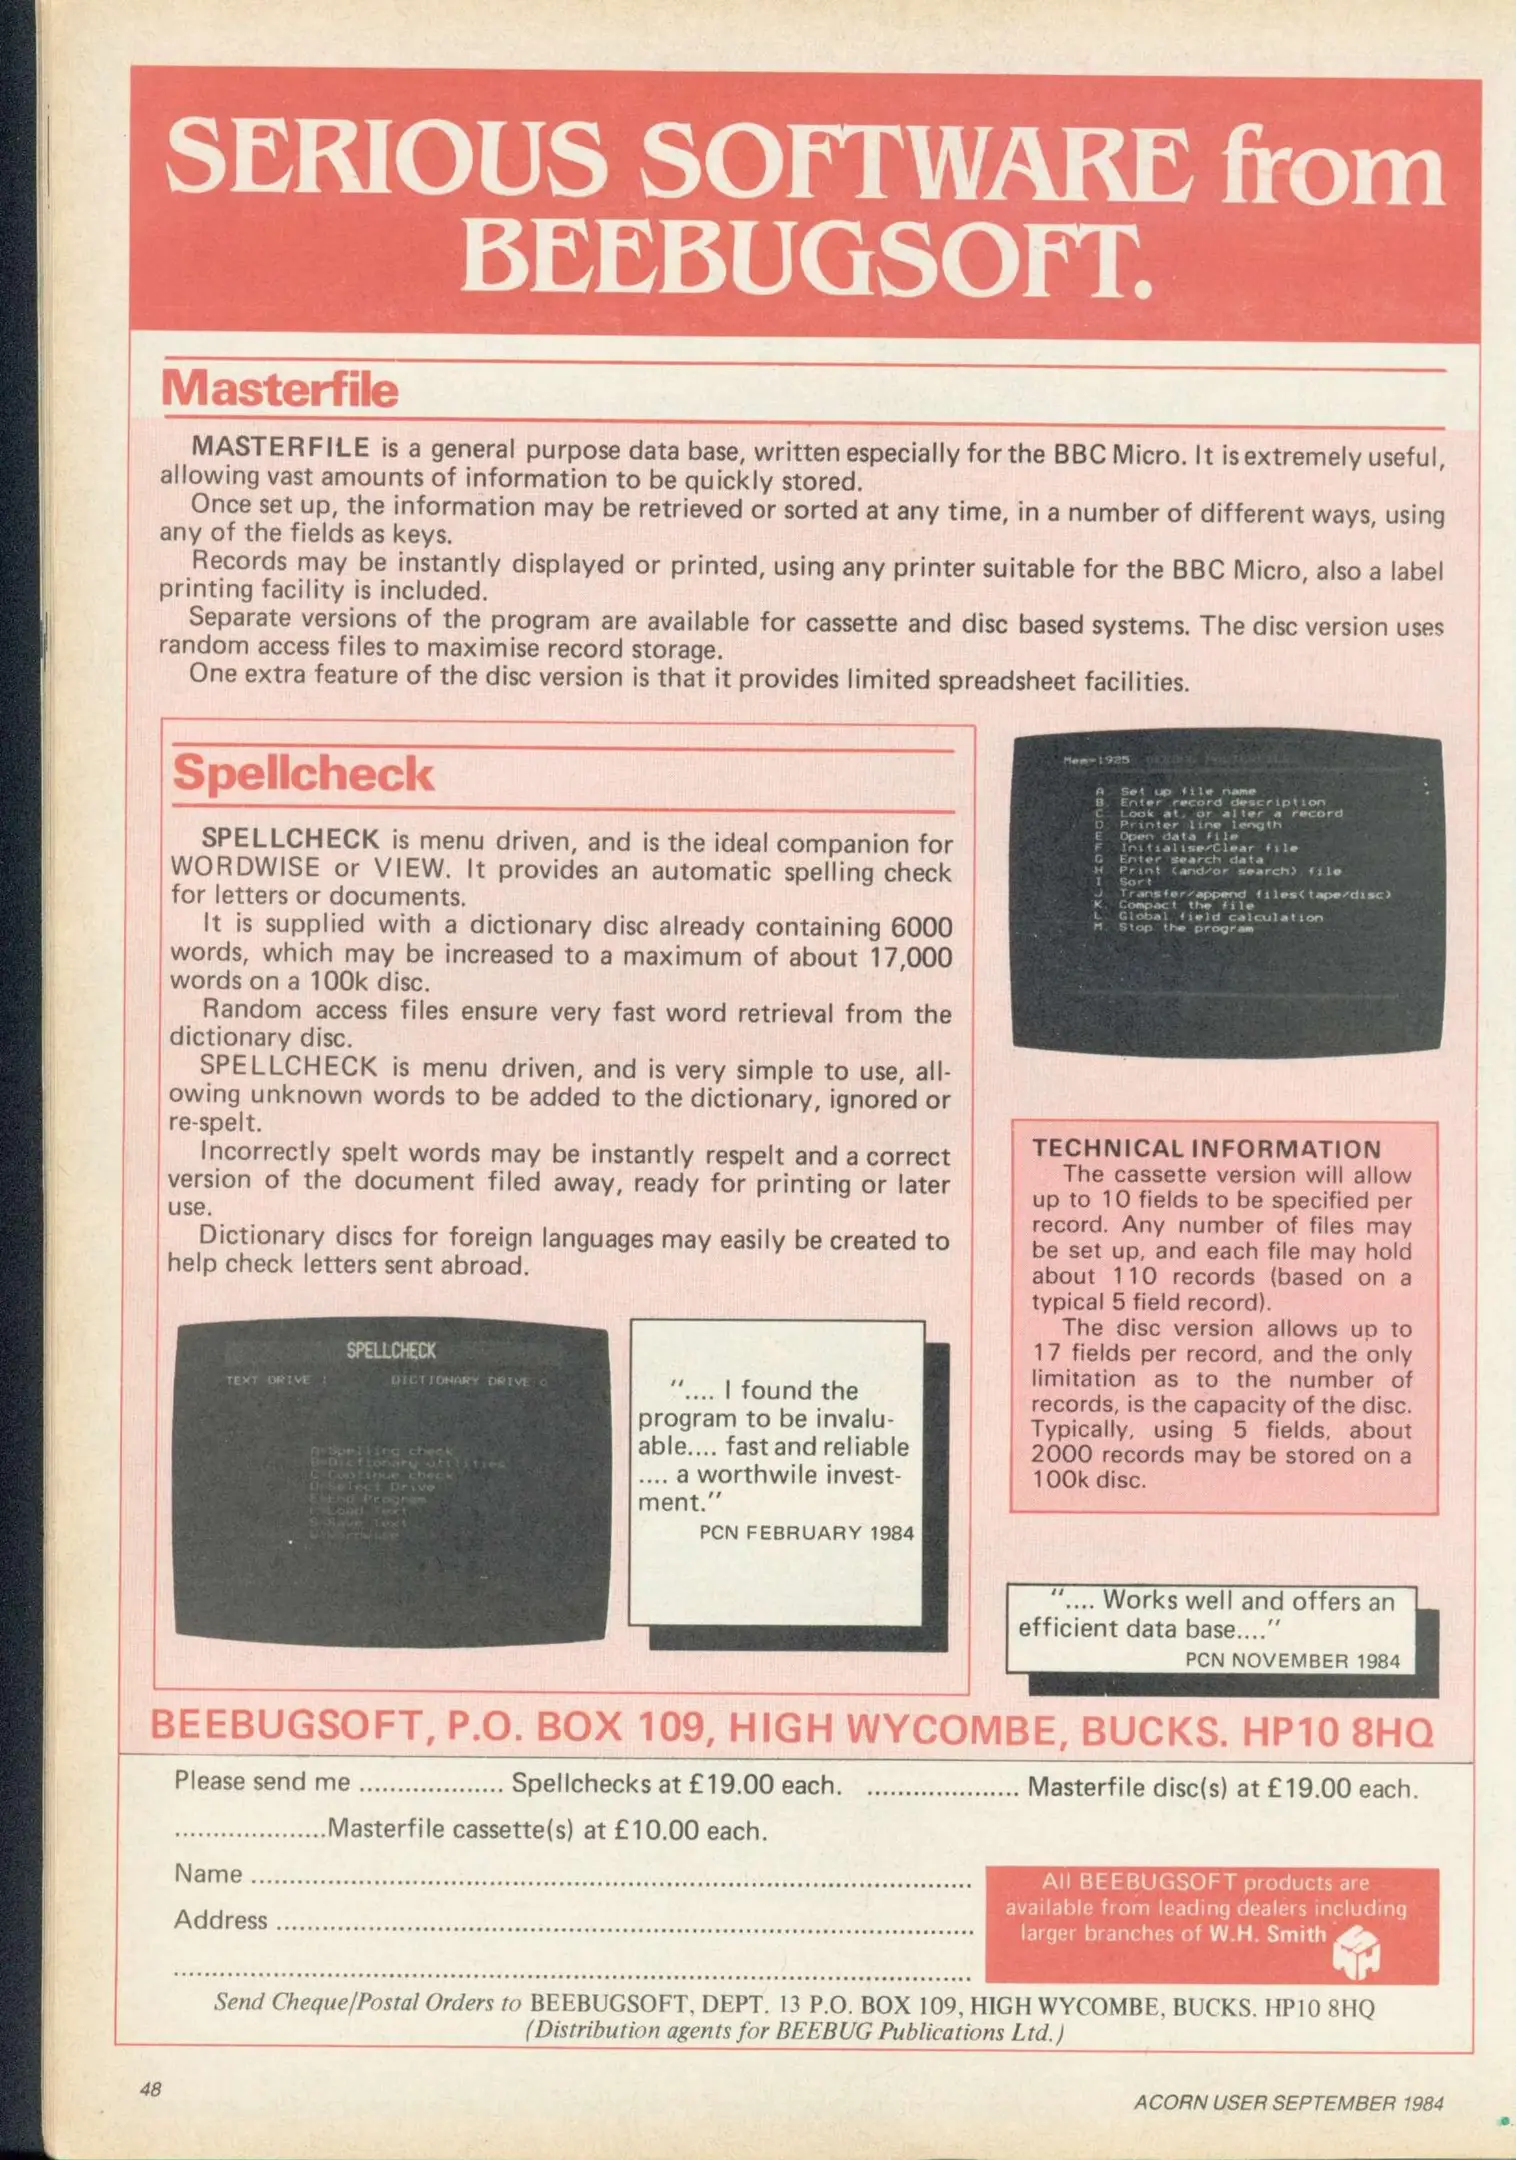 SERIOUS SOFTWARE from
BEEBUGSOFT.
Masterfile
MASTERFILE is a general purpose data base, written especially for the BBC Micro. It is extremely useful,
allowing vast amounts of information to be quickly stored.
Once set up, the information may be retrieved or sorted at any time, in a number of different ways, using
any of the fields as keys.
Records may be instantly displayed or printed, using any printer suitable for the BBC Micro, also a label
printing facility is included.
Separate versions of the program are available for cassette and disc based systems. The disc version uses
random access files to maximise record storage.
One extra feature of the disc version is that it provides limited spreadsheet facilities.
Spellcheck
SPELLCHECK is menu driven, and is the ideal companion for
WORDWISE or VIEW. It provides an automatic spelling check
for letters or documents.
It is supplied with a dictionary disc already containing 6000
words, which may be increased to a maximum of about 17,000
words on a 100k disc.
Random access files ensure very fast word retrieval from the
dictionary disc.
SPELLCHECK is menu driven, and is very simple to use, all-
owing unknown words to be added to the dictionary, ignored or
re-spelt.
Incorrectly spelt words may be instantly respelt and a correct
version of the document filed away, ready for printing or later
use.
Dictionary discs for foreign languages may easily be created to
help check letters sent abroad.
SPELLCHECK
TEXT DRIVE 1 DICTIONARY DRIVE 0
A-Spelling check
B-Dictionary utilities
C-Continue check
D-Select Drive
E-End Program
L-Load Text
S-Save Text
".... I found the
program to be invalu-
able.... fast and reliable
.... a worthwile invest-
ment."
PCN FEBRUARY 1984
Mem=1925
A Set up file name
B Enter record description
C Look at, or alter a record
D Printer line length
E Open data file
F Initialise/Clear file
G Enter search data
H Print (and/or search) file
I Sort
J Transfer/append files(tape/disc)
K Compact the file
L Global field calculation
M Stop the program
TECHNICAL INFORMATION
The cassette version will allow
up to 10 fields to be specified per
record. Any number of files may
be set up, and each file may hold
about 110 records (based on a
typical 5 field record).
The disc version allows up to
17 fields per record, and the only
limitation as to the number of
records, is the capacity of the disc.
Typically, using 5 fields, about
2000 records may be stored on a
100k disc.
".... Works well and offers an
efficient data base...."
PCN NOVEMBER 1984
BEEBUGSOFT, P.O. BOX 109, HIGH WYCOMBE, BUCKS. HP10 8HQ
Please send me ................... Spellchecks at £19.00 each. .................... Masterfile disc(s) at £19.00 each.
....................Masterfile cassette(s) at £10.00 each.
Name ....................
Address ....................
....................
All BEEBUGSOFT products are
available from leading dealers including
larger branches of W.H. Smith
Send Cheque/Postal Orders to BEEBUGSOFT, DEPT. 13 P.O. BOX 109, HIGH WYCOMBE, BUCKS. HP10 8HQ
(Distribution agents for BEEBUG Publications Ltd.)
48
ACORN USER SEPTEMBER 1984